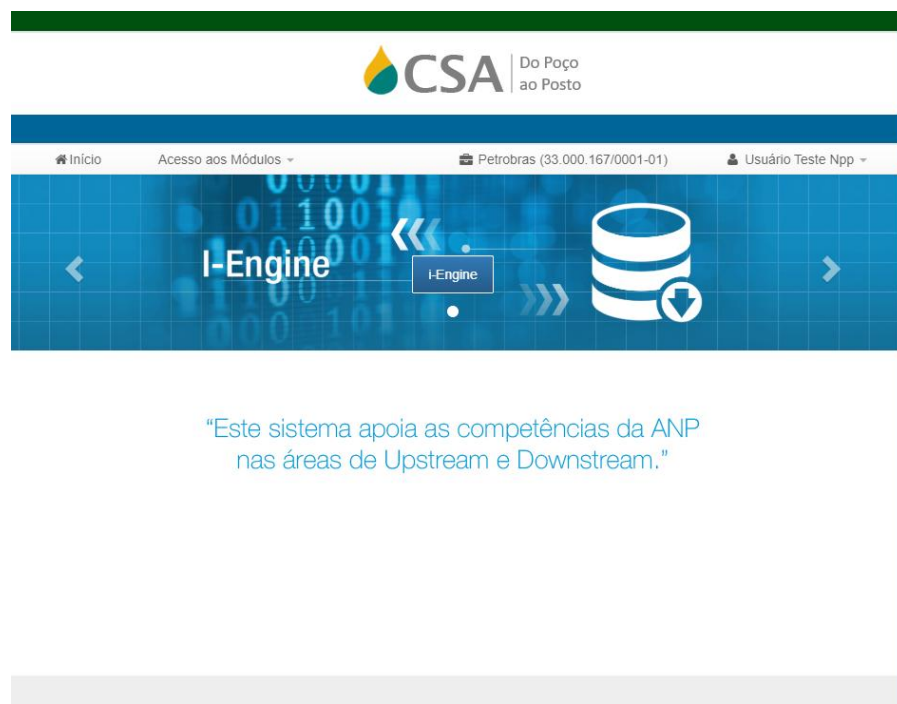 CSA
Do Poço
ao Posto
Início
Acesso aos Módulos
Petrobras (33.000.167/0001-01)
Usuário Teste Npp
I-Engine
i-Engine
“Este sistema apoia as competências da ANP
nas áreas de Upstream e Downstream.”